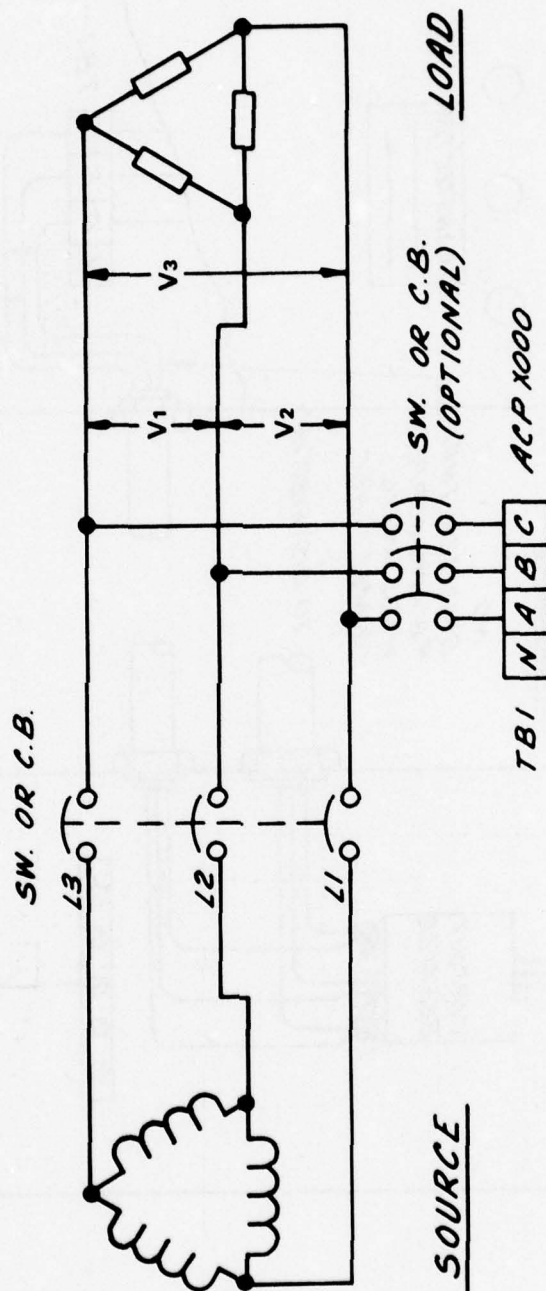 SW. OR C.B.
L3
L2
L1
V3
V1
V2
SW. OR C.B.
(OPTIONAL)
SOURCE
LOAD
TB1
N A B C
ACP X000